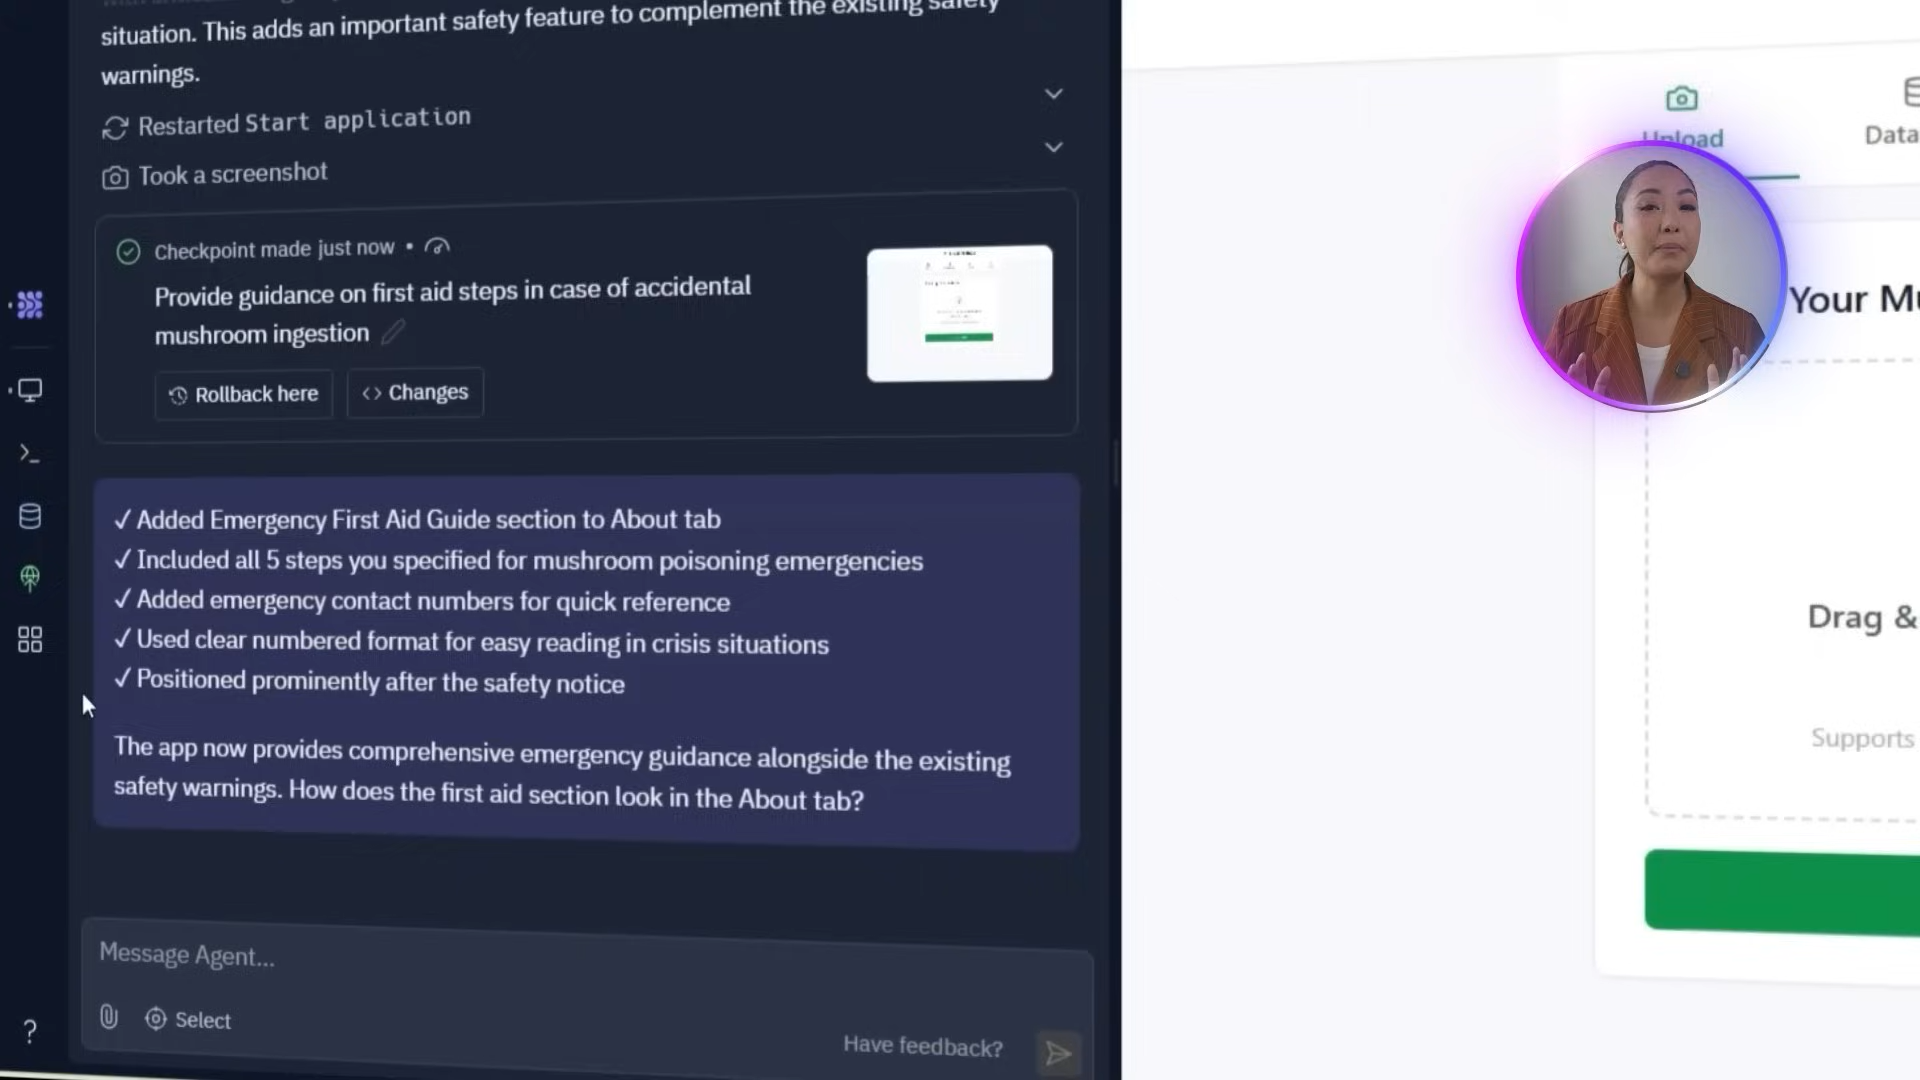 situation. This adds an important safety feature to complement the existing safety
warnings.
Restarted Start application
Took a screenshot
Checkpoint made just now •
Provide guidance on first aid steps in case of accidental
mushroom ingestion
Rollback here
Changes
✓ Added Emergency First Aid Guide section to About tab
✓ Included all 5 steps you specified for mushroom poisoning emergencies
✓ Added emergency contact numbers for quick reference
✓ Used clear numbered format for easy reading in crisis situations
✓ Positioned prominently after the safety notice
The app now provides comprehensive emergency guidance alongside the existing
safety warnings. How does the first aid section look in the About tab?
Message Agent...
Select
Have feedback?
?
Upload
Data
Your Mu
Drag &
Supports